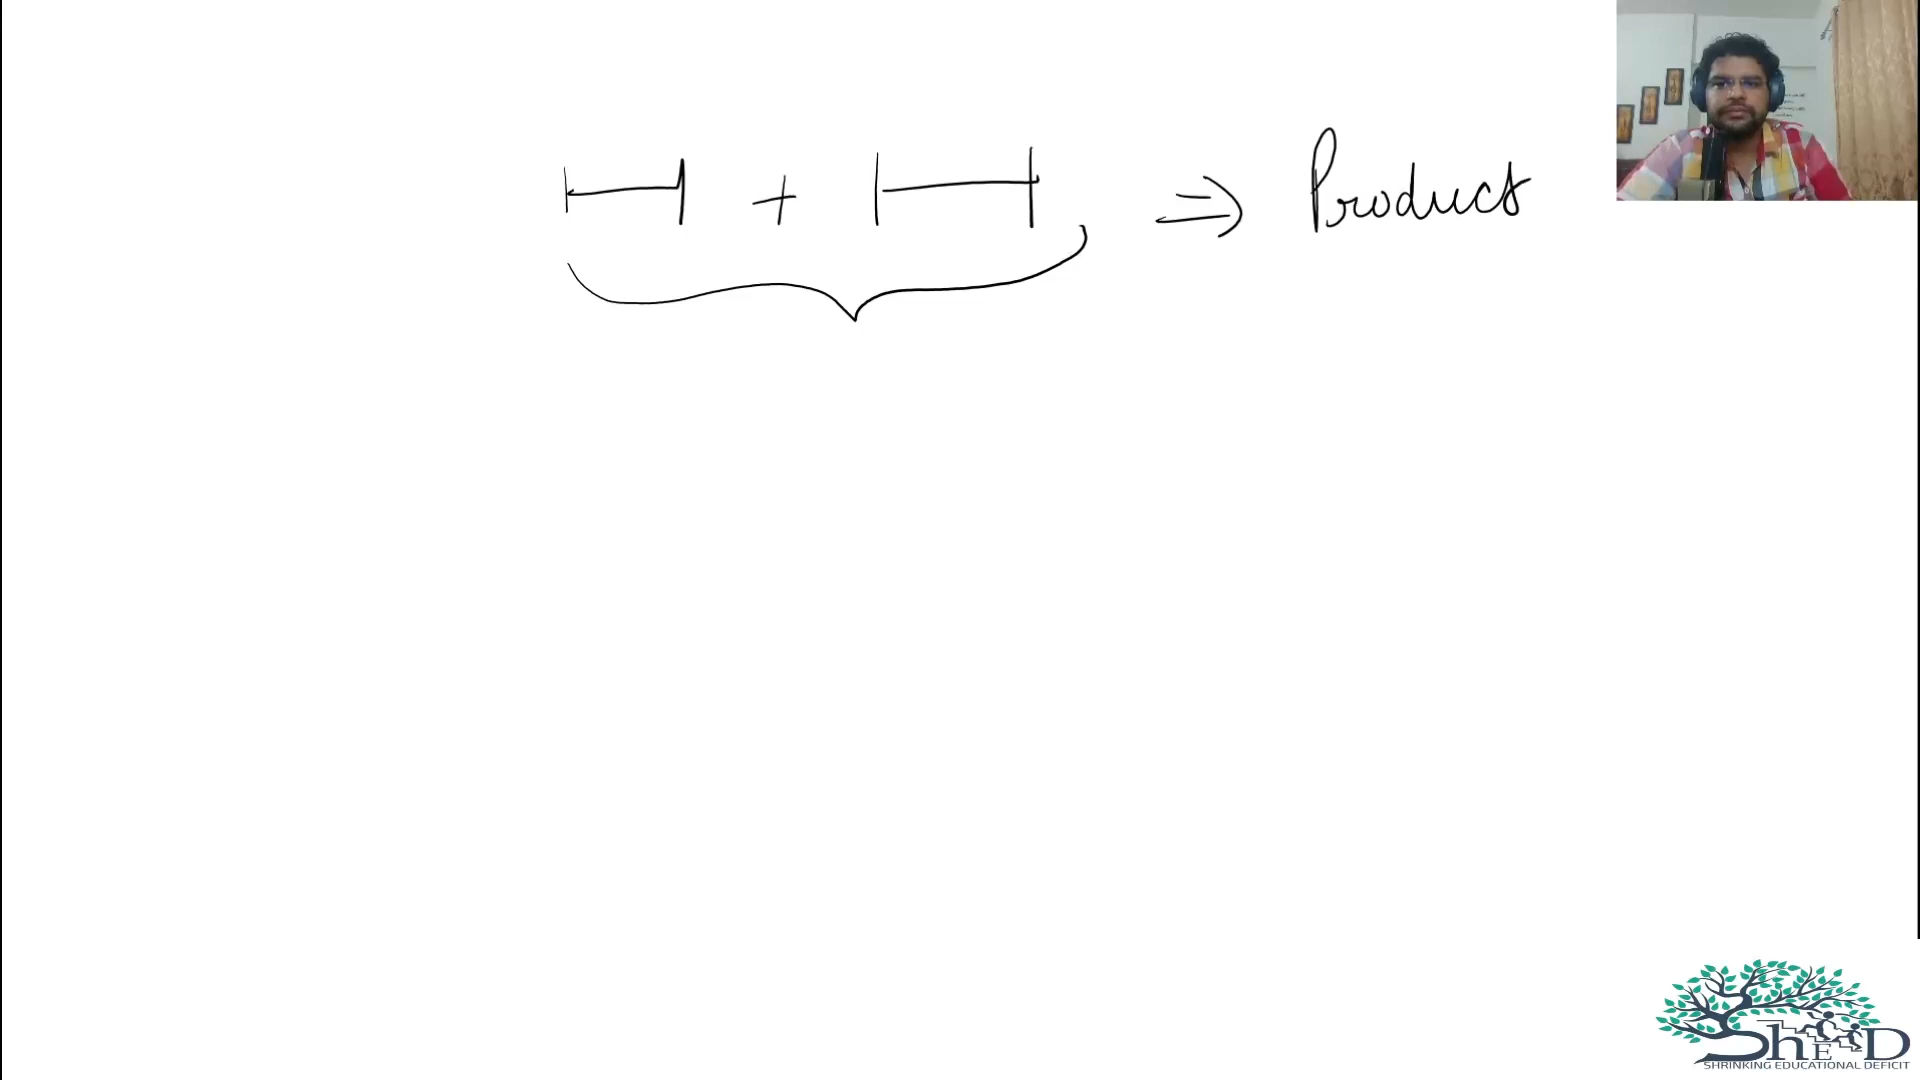 + ⇒ Product
ShED
SHRINKING EDUCATIONAL DEFICIT